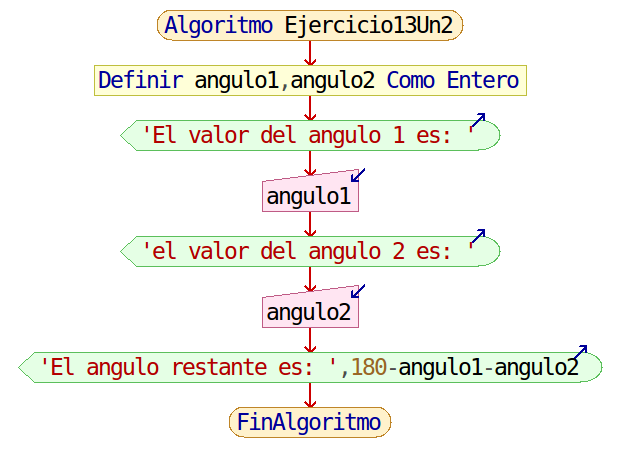 Algoritmo Ejercicio13Un2
Definir angulo1,angulo2 Como Entero
'El valor del angulo 1 es: '
angulo1
'el valor del angulo 2 es: '
angulo2
'El angulo restante es: ',180-angulo1-angulo2
FinAlgoritmo